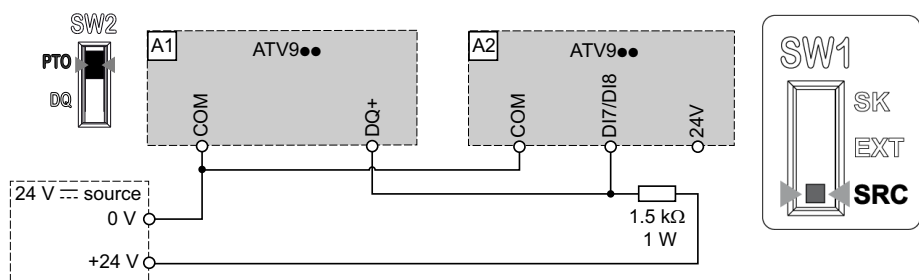 SW2
PTO
DQ
A1
ATV9●●
COM
DQ+
A2
ATV9●●
COM
DI7/DI8
24V
24 V ⎓ source
0 V
+24 V
1.5 kΩ
1 W
SW1
SK
EXT
SRC